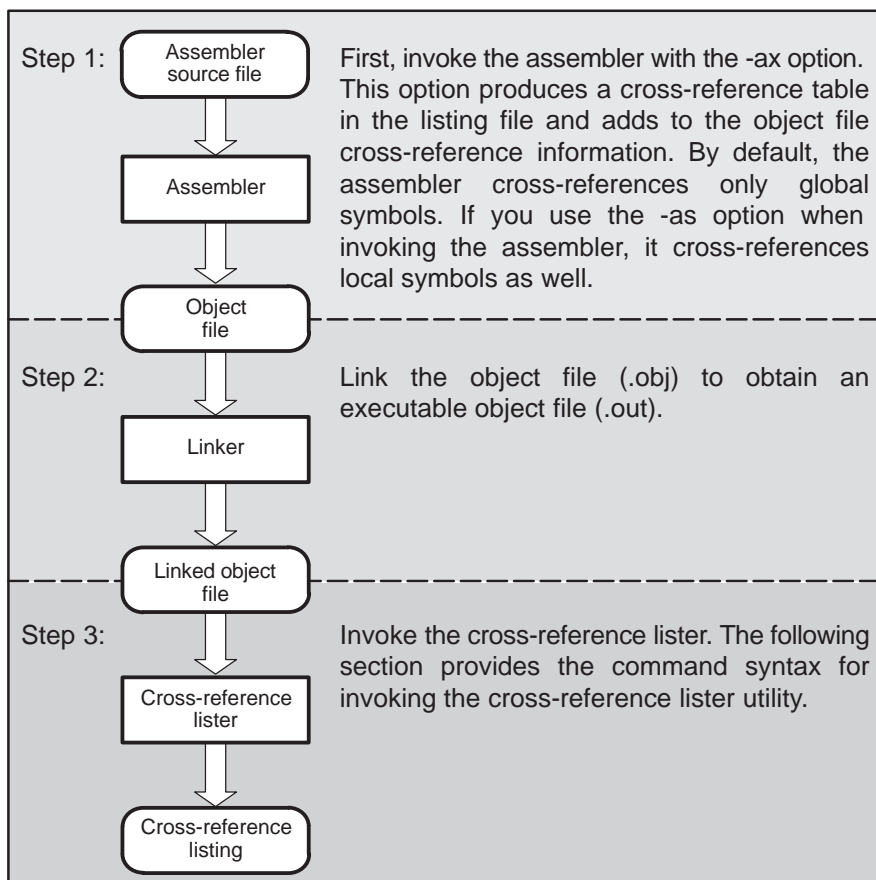 Step 1:
Assembler
source file
First, invoke the assembler with the -ax option.
This option produces a cross-reference table
in the listing file and adds to the object file
cross-reference information. By default, the
assembler cross-references only global
symbols. If you use the -as option when
invoking the assembler, it cross-references
local symbols as well.
Assembler
Object
file
Step 2:
Link the object file (.obj) to obtain an
executable object file (.out).
Linker
Linked object
file
Step 3:
Invoke the cross-reference lister. The following
section provides the command syntax for
invoking the cross-reference lister utility.
Cross-reference
lister
Cross-reference
listing